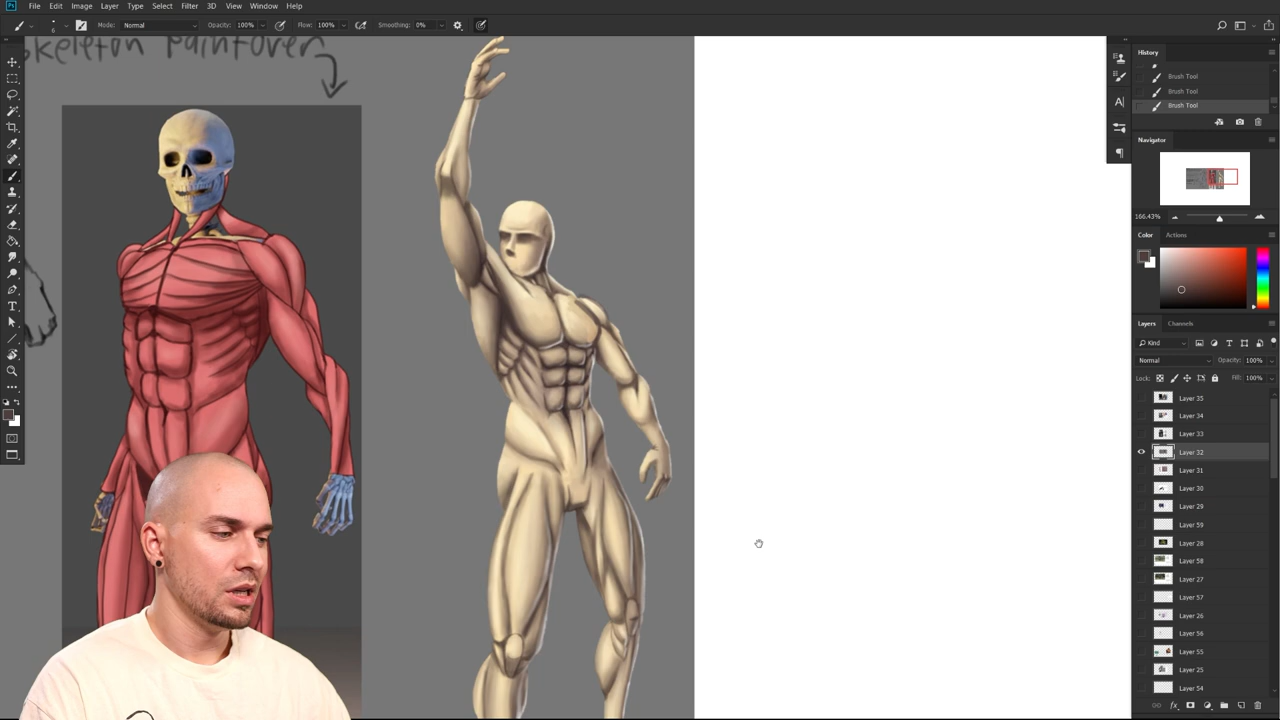 Ps File Edit Image Layer Type Select Filter 3D View Window Help
Mode: Normal Opacity: 100% Flow: 100% Smoothing: 0%
6
Skeleton Paintover
History
Brush Tool
Brush Tool
Brush Tool
Navigator
166.43%
Color Actions
Layers Channels
Kind
Normal Opacity: 100%
Lock: Fill: 100%
Layer 35
Layer 34
Layer 33
Layer 32
Layer 31
Layer 30
Layer 29
Layer 59
Layer 28
Layer 58
Layer 27
Layer 57
Layer 26
Layer 56
Layer 55
Layer 25
Layer 54